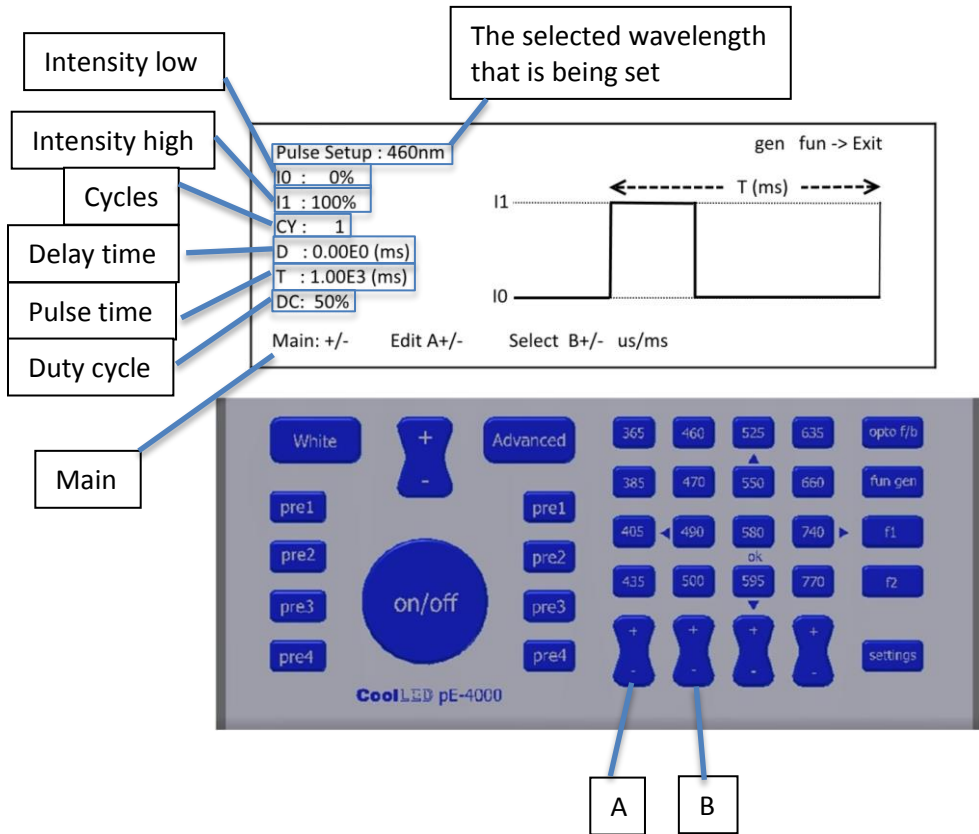 The selected wavelength
that is being set
Intensity low
Intensity high
Cycles
Delay time
Pulse time
Duty cycle
Main
Pulse Setup : 460nm
gen fun -> Exit
I0 : 0%
I1 : 100%
CY : 1
D : 0.00E0 (ms)
T : 1.00E3 (ms)
DC: 50%
T (ms)
I1
I0
Main: +/- Edit A+/- Select B+/- us/ms
White
+
-
Advanced
pre1
pre2
pre3
pre4
on/off
pre1
pre2
pre3
pre4
CoolLED pE-4000
365 460 525 635 opto f/b
385 470 550 660 fun gen
405 490 580 740 f1
ok
435 500 595 770 f2
+ + + +
- - - -
settings
A
B